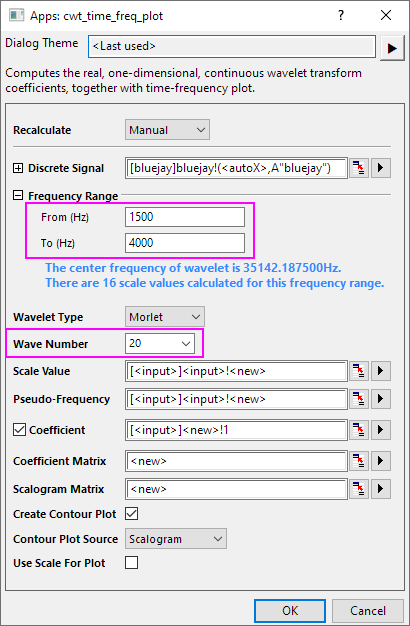 Apps: cwt_time_freq_plot
Dialog Theme <Last used>
Computes the real, one-dimensional, continuous wavelet transform
coefficients, together with time-frequency plot.
Recalculate Manual
Discrete Signal [bluejay]bluejay!(<autoX>,A"bluejay")
Frequency Range
From (Hz) 1500
To (Hz) 4000
The center frequency of wavelet is 35142.187500Hz.
There are 16 scale values calculated for this frequency range.
Wavelet Type Morlet
Wave Number 20
Scale Value [<input>]<input>!<new>
Pseudo-Frequency [<input>]<input>!<new>
Coefficient [<input>]<new>!1
Coefficient Matrix <new>
Scalogram Matrix <new>
Create Contour Plot
Contour Plot Source Scalogram
Use Scale For Plot
OK Cancel